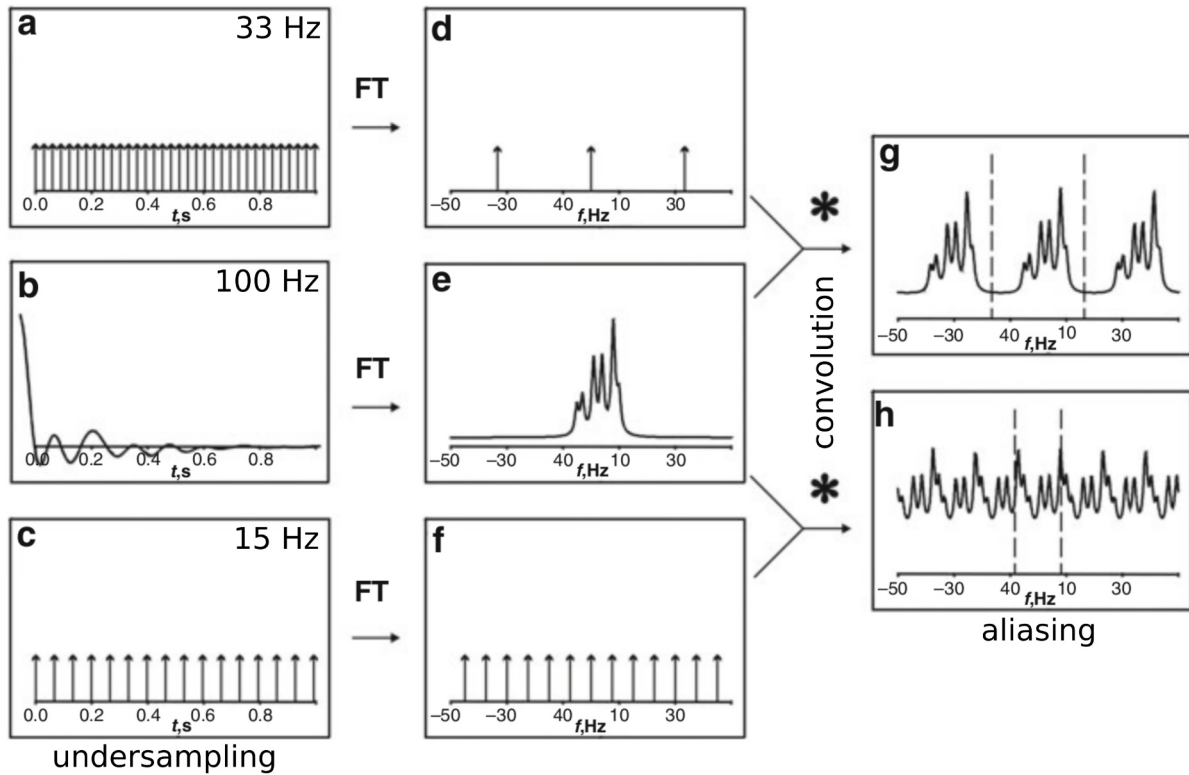 a 33 Hz
0.0 0.2 0.4 0.6 0.8
t,s
FT
d
–50 –30 40 10 30
f,Hz
b 100 Hz
0.0 0.2 0.4 0.6 0.8
t,s
FT
e
–50 –30 40 10 30
f,Hz
c 15 Hz
0.0 0.2 0.4 0.6 0.8
t,s
undersampling
FT
f
–50 –30 40 10 30
f,Hz
*
convolution
*
g
–50 –30 40 10 30
f,Hz
h
–50 –30 40 10 30
f,Hz
aliasing